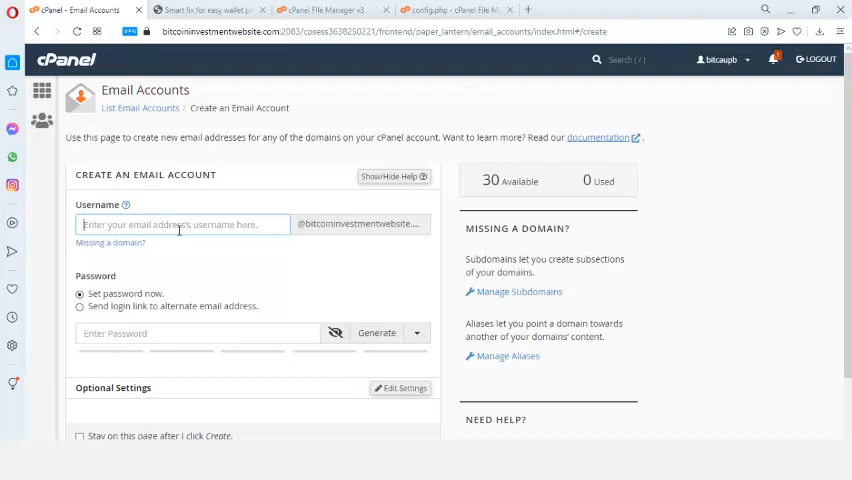 cPanel - Email Accounts
Smart fix for easy wallet pr
cPanel File Manager v3
config.php - cPanel File M
VPN
bitcoininvestmentwebsite.com:2083/cpsess3638250221/frontend/paper_lantern/email_accounts/index.html#/create
cPanel
Search ( / )
bitcaupb
1
LOGOUT
Email Accounts
List Email Accounts / Create an Email Account
Use this page to create new email addresses for any of the domains on your cPanel account. Want to learn more? Read our documentation .
CREATE AN EMAIL ACCOUNT
Show/Hide Help
Username
Enter your email address's username here.
@bitcoininvestmentwebsite....
Missing a domain?
Password
Set password now.
Send login link to alternate email address.
Enter Password
Generate
Optional Settings
Edit Settings
Stay on this page after I click Create.
30 Available
0 Used
MISSING A DOMAIN?
Subdomains let you create subsections
of your domains.
Manage Subdomains
Aliases let you point a domain towards
another of your domains' content.
Manage Aliases
NEED HELP?